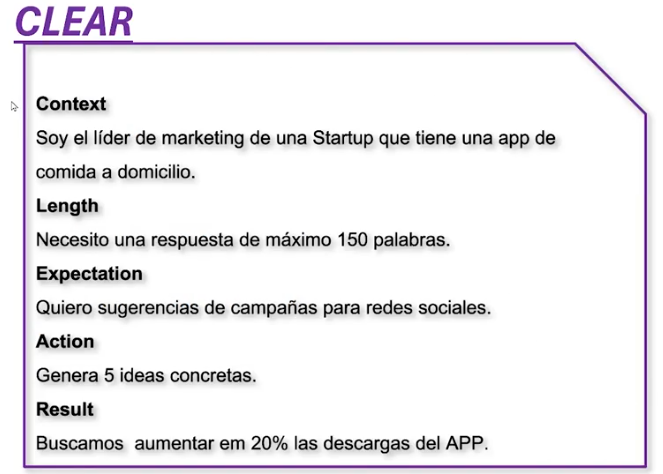 CLEAR
Context
Soy el líder de marketing de una Startup que tiene una app de
comida a domicilio.
Length
Necesito una respuesta de máximo 150 palabras.
Expectation
Quiero sugerencias de campañas para redes sociales.
Action
Genera 5 ideas concretas.
Result
Buscamos aumentar em 20% las descargas del APP.